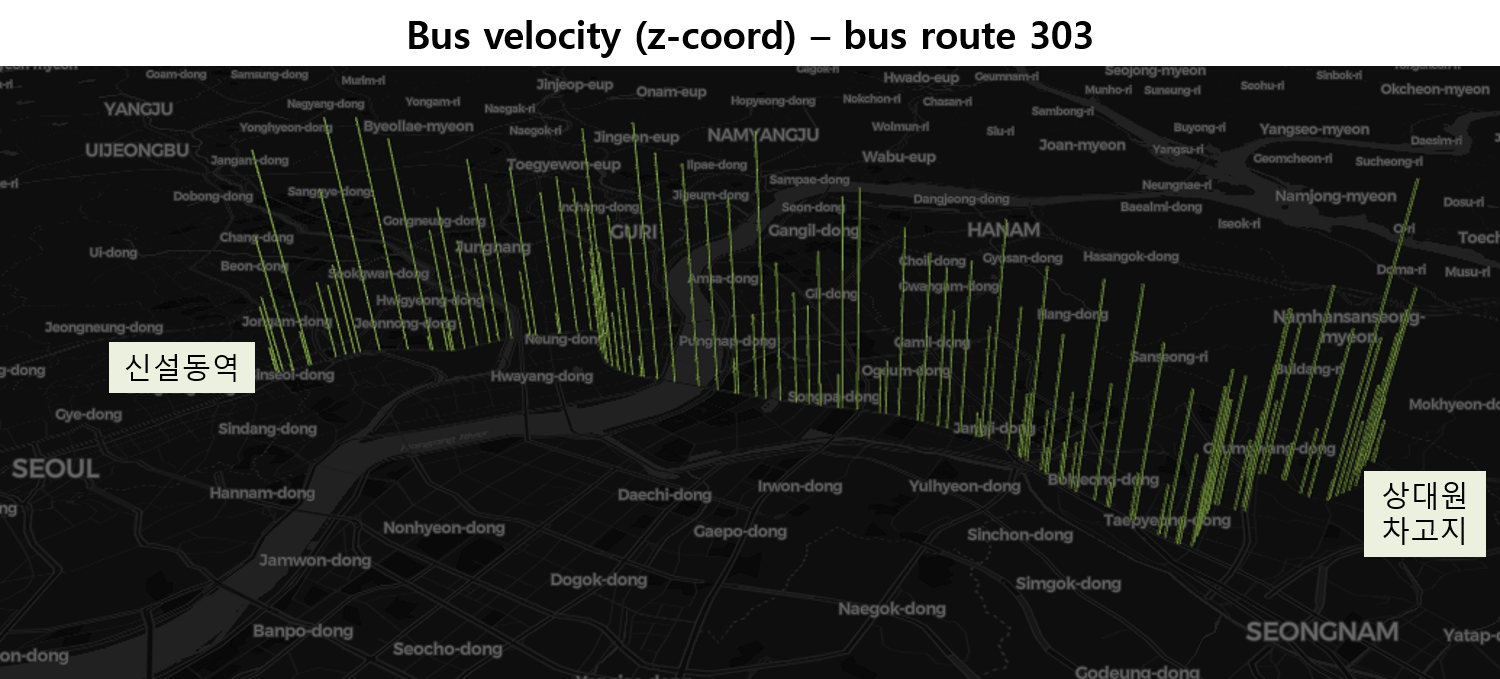 Bus velocity (z-coord) – bus route 303
Goam-dong
Samsung-dong
Murim-ri
Jinjeop-eup
Onam-eup
Hwado-eup
Geumnam-ri
Seojong-myeon
Sinbok-ri
Munho-ri
Suneung-ri
Seohu-ri
Okcheon-myeon
YANGJU
Nagyang-dong
Yongam-ri
Naegak-ri
Hopyeong-dong
Nokchon-ri
Chasan-ri
Sambong-ri
Yonghyeon-dong
Byeollae-myeon
Naegok-ri
Jingeon-eup
NAMYANGJU
Wolmun-ri
Siu-ri
Buyong-ri
Yangseo-myeon
Daesim-ri
UIJEONGBU
Jangam-dong
Toegyewon-eup
Ilpae-dong
Wabu-eup
Joan-myeon
Yangsu-ri
Geomcheon-ri
Sucheong-ri
Dobong-dong
Sanggye-dong
Jigeum-dong
Sampae-dong
Neungnae-ri
Namjong-myeon
Inchang-dong
Seon-dong
Dangjeong-dong
Baealmi-dong
Dosu-ri
Gongneung-dong
GURI
Gangil-dong
HANAM
Iseok-ri
O-ri
Chang-dong
Junghang
Toech
Ui-dong
Beon-dong
Seokgwan-dong
Amsa-dong
Choil-dong
Gyosan-dong
Hasangok-dong
Doma-ri
Musu-ri
Hwigyeong-dong
Gil-dong
Gwangam-dong
Jeongneung-dong
Jongam-dong
Jeonnong-dong
Neung-dong
Pungnap-dong
Gamil-dong
Hang-dong
Namhansanseong-
myeon
Sanseong-ri
신설동역
inseol-dong
Hwayang-dong
Ogeum-dong
Buldang-ri
Songpa-dong
Gye-dong
Sindang-dong
Jangji-dong
Mokhyeon-do
SEOUL
Hannam-dong
Daechi-dong
Irwon-dong
Yulhyeon-dong
Bokjeong-dong
상대원
차고지
Nonhyeon-dong
Gaepo-dong
Sinchon-dong
Taepyeong-dong
Jamwon-dong
Dogok-dong
Simgok-dong
Naegok-dong
Banpo-dong
Seocho-dong
SEONGNAM
Yatap-d
on-dong
Godeung-dong